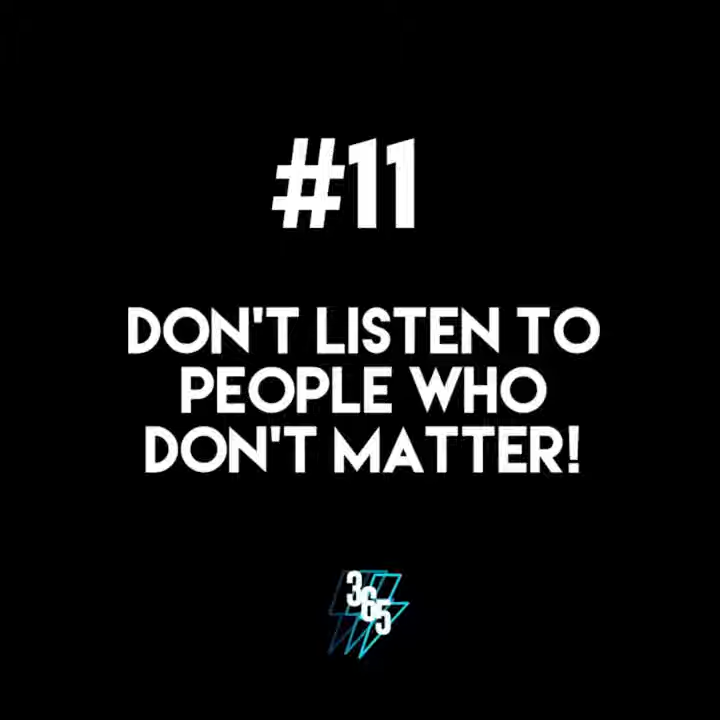 #11
DON'T LISTEN TO
PEOPLE WHO
DON'T MATTER!
365